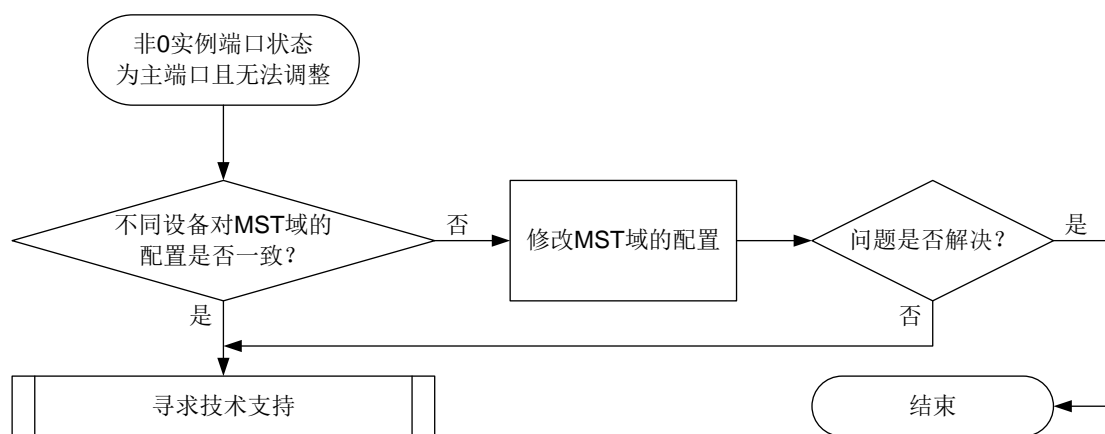 非0实例端口状态
为主端口且无法调整
不同设备对MST域的
配置是否一致？
否
修改MST域的配置
问题是否解决？
是
是
否
寻求技术支持
结束